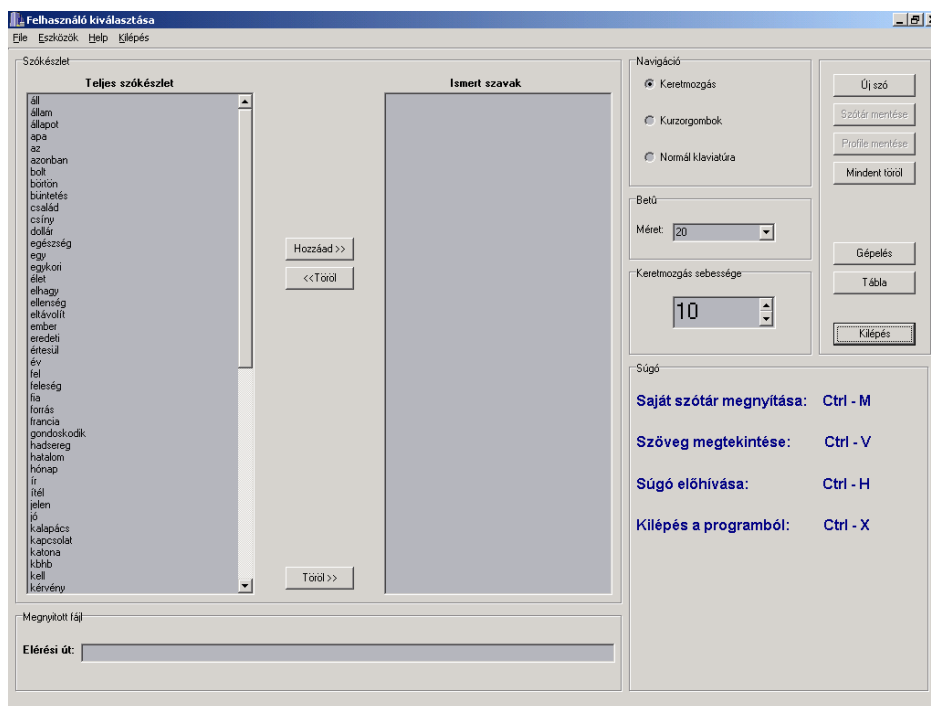 Felhasználó kiválasztása
File Eszközök Help Kilépés
Szókészlet
Teljes szókészlet
áll
állam
állapot
apa
az
azonban
bolt
börtön
büntetés
család
csíny
dollár
egészség
egy
egykori
élet
elhagy
ellenség
eltávolít
ember
eredeti
értesül
év
fel
feleség
fia
forrás
francia
gondoskodik
hadsereg
hatalom
hónap
ír
ítél
jelen
jó
kalapács
kapcsolat
katona
kbhb
kell
kérvény
Hozzáad >>
<<Töröl
Töröl >>
Ismert szavak
Megnyitott fájl
Elérési út:
Navigáció
Keretmozgás
Kurzorgombok
Normál klaviatúra
Betű
Méret: 20
Keretmozgás sebessége
10
Új szó
Szótár mentése
Profile mentése
Mindent töröl
Gépelés
Tábla
Kilépés
Súgó
Saját szótár megnyítása: Ctrl - M
Szöveg megtekintése: Ctrl - V
Súgó előhívása: Ctrl - H
Kilépés a programból: Ctrl - X